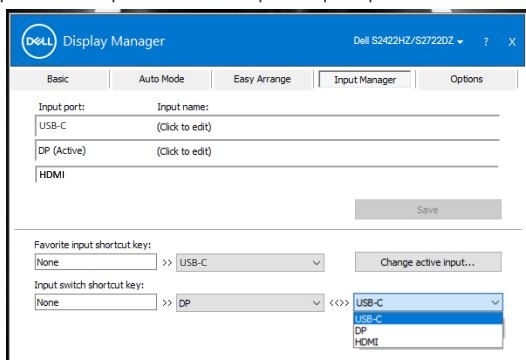 DELL Display Manager Dell S2422HZ/S2722DZ ? X
Basic Auto Mode Easy Arrange Input Manager Options
Input port: Input name:
USB-C (Click to edit)
DP (Active) (Click to edit)
HDMI
Save
Favorite input shortcut key:
None >> USB-C Change active input...
Input switch shortcut key:
None >> DP <<>> USB-C
USB-C
DP
HDMI